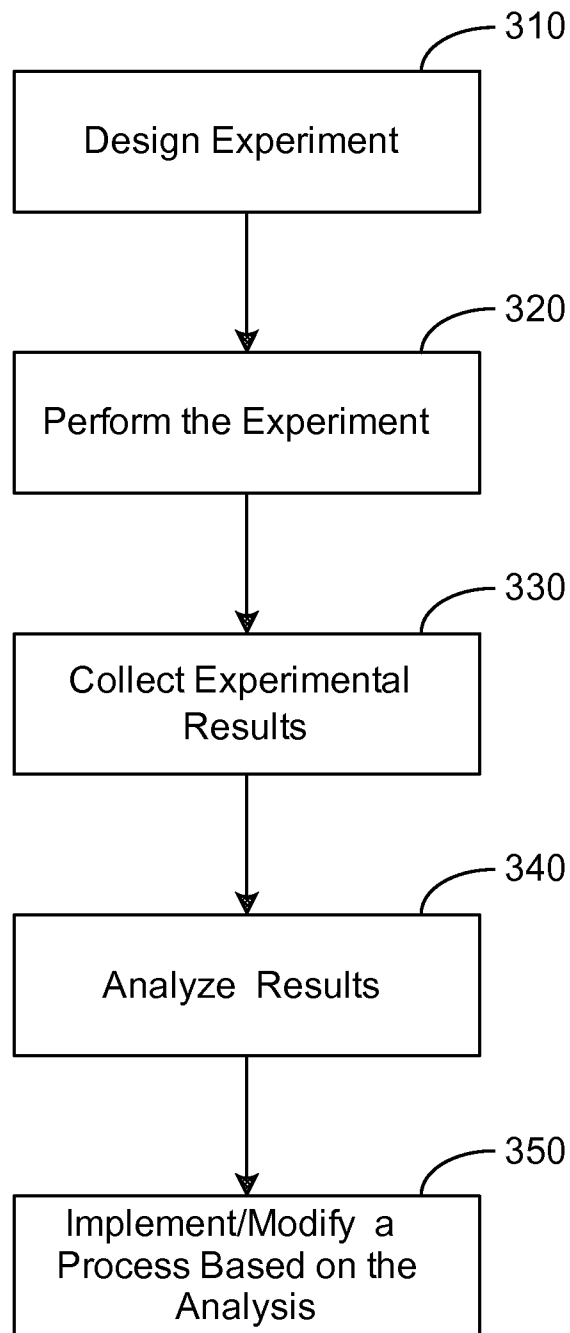 310
Design Experiment
320
Perform the Experiment
330
Collect Experimental
Results
340
Analyze Results
350
Implement/Modify a
Process Based on the
Analysis